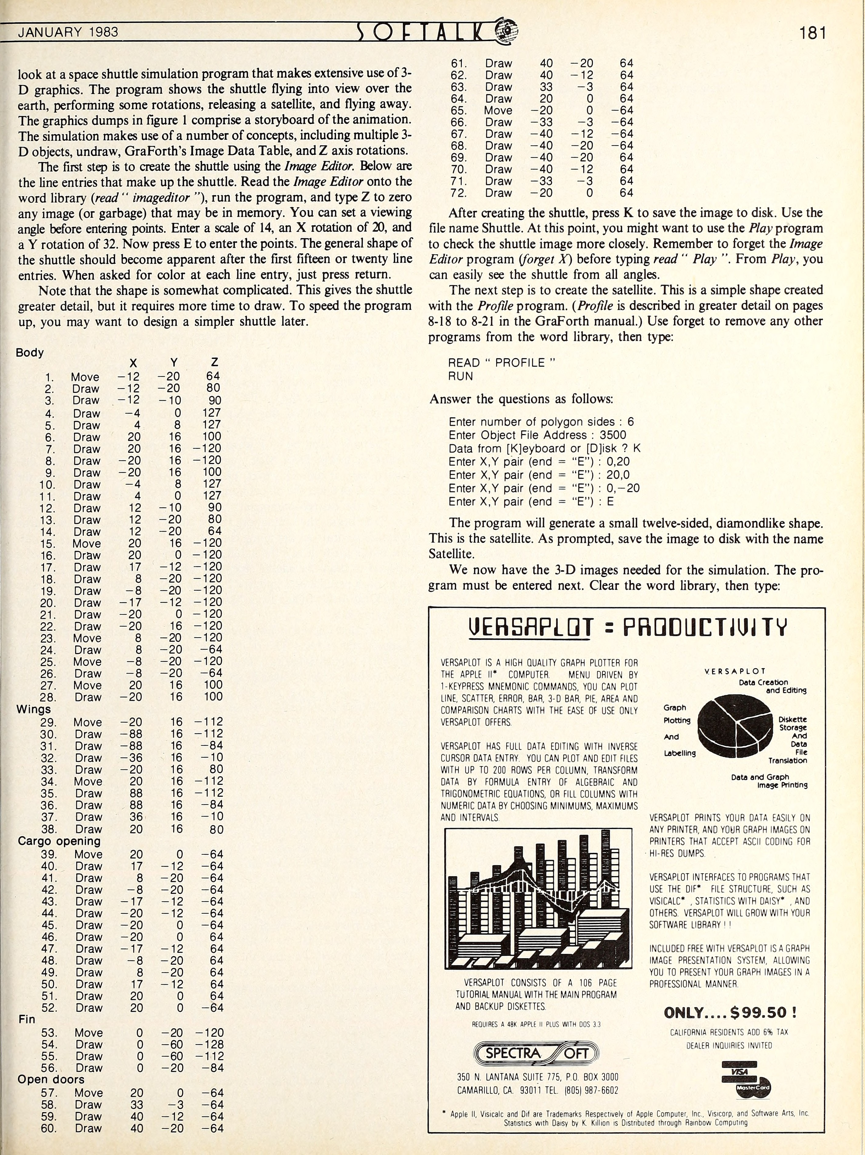 JANUARY 1983
SOFTALK
181
look at a space shuttle simulation program that makes extensive use of 3-
D graphics. The program shows the shuttle flying into view over the
earth, performing some rotations, releasing a satellite, and flying away.
The graphics dumps in figure 1 comprise a storyboard of the animation.
The simulation makes use of a number of concepts, including multiple 3-
D objects, undraw, GraForth's Image Data Table, and Z axis rotations.
The first step is to create the shuttle using the Image Editor. Below are
the line entries that make up the shuttle. Read the Image Editor onto the
word library (read " imageditor "), run the program, and type Z to zero
any image (or garbage) that may be in memory. You can set a viewing
angle before entering points. Enter a scale of 14, an X rotation of 20, and
a Y rotation of 32. Now press E to enter the points. The general shape of
the shuttle should become apparent after the first fifteen or twenty line
entries. When asked for color at each line entry, just press return.
Note that the shape is somewhat complicated. This gives the shuttle
greater detail, but it requires more time to draw. To speed the program
up, you may want to design a simpler shuttle later.
Body
X Y Z
1. Move -12 -20 64
2. Draw -12 -20 80
3. Draw -12 -10 90
4. Draw -4 0 127
5. Draw 4 8 127
6. Draw 20 16 100
7. Draw 20 16 -120
8. Draw -20 16 -120
9. Draw -20 16 100
10. Draw -4 8 127
11. Draw 4 0 127
12. Draw 12 -10 90
13. Draw 12 -20 80
14. Draw 12 -20 64
15. Move 20 16 -120
16. Draw 20 0 -120
17. Draw 17 -12 -120
18. Draw 8 -20 -120
19. Draw -8 -20 -120
20. Draw -17 -12 -120
21. Draw -20 0 -120
22. Draw -20 16 -120
23. Move 8 -20 -120
24. Draw 8 -20 -64
25. Move -8 -20 -120
26. Draw -8 -20 -64
27. Move 20 16 100
28. Draw -20 16 100
Wings
29. Move -20 16 -112
30. Draw -88 16 -112
31. Draw -88 16 -84
32. Draw -36 16 -10
33. Draw -20 16 80
34. Move 20 16 -112
35. Draw 88 16 -112
36. Draw 88 16 -84
37. Draw 36 16 -10
38. Draw 20 16 80
Cargo opening
39. Move 20 0 -64
40. Draw 17 -12 -64
41. Draw 8 -20 -64
42. Draw -8 -20 -64
43. Draw -17 -12 -64
44. Draw -20 -12 -64
45. Draw -20 0 -64
46. Draw -20 0 64
47. Draw -17 -12 64
48. Draw -8 -20 64
49. Draw 8 -20 64
50. Draw 17 -12 64
51. Draw 20 0 64
52. Draw 20 0 -64
Fin
53. Move 0 -20 -120
54. Draw 0 -60 -128
55. Draw 0 -60 -112
56. Draw 0 -20 -84
Open doors
57. Move 20 0 -64
58. Draw 33 -3 -64
59. Draw 40 -12 -64
60. Draw 40 -20 -64
61. Draw 40 -20 64
62. Draw 40 -12 64
63. Draw 33 -3 64
64. Draw 20 0 64
65. Move -20 0 -64
66. Draw -33 -3 -64
67. Draw -40 -12 -64
68. Draw -40 -20 -64
69. Draw -40 -20 64
70. Draw -40 -12 64
71. Draw -33 -3 64
72. Draw -20 0 64
After creating the shuttle, press K to save the image to disk. Use the
file name Shuttle. At this point, you might want to use the Play program
to check the shuttle image more closely. Remember to forget the Image
Editor program (forget X) before typing read " Play ". From Play, you
can easily see the shuttle from all angles.
The next step is to create the satellite. This is a simple shape created
with the Profile program. (Profile is described in greater detail on pages
8-18 to 8-21 in the GraForth manual.) Use forget to remove any other
programs from the word library, then type:
READ " PROFILE "
RUN
Answer the questions as follows:
Enter number of polygon sides : 6
Enter Object File Address : 3500
Data from [K]eyboard or [D]isk ? K
Enter X,Y pair (end = "E") : 0,20
Enter X,Y pair (end = "E") : 20,0
Enter X,Y pair (end = "E") : 0,-20
Enter X,Y pair (end = "E") : E
The program will generate a small twelve-sided, diamondlike shape.
This is the satellite. As prompted, save the image to disk with the name
Satellite.
We now have the 3-D images needed for the simulation. The pro-
gram must be entered next. Clear the word library, then type:
VERSAPLOT = PRODUCTIVITY
VERSAPLOT IS A HIGH QUALITY GRAPH PLOTTER FOR
THE APPLE II* COMPUTER. MENU DRIVEN BY
1-KEYPRESS MNEMONIC COMMANDS, YOU CAN PLOT
LINE, SCATTER, ERROR, BAR, 3-D BAR, PIE, AREA AND
COMPARISON CHARTS WITH THE EASE OF USE ONLY
VERSAPLOT OFFERS.
VERSAPLOT HAS FULL DATA EDITING WITH INVERSE
CURSOR DATA ENTRY. YOU CAN PLOT AND EDIT FILES
WITH UP TO 200 ROWS PER COLUMN, TRANSFORM
DATA BY FORMULA ENTRY OF ALGEBRAIC AND
TRIGONOMETRIC EQUATIONS, OR FILL COLUMNS WITH
NUMERIC DATA BY CHOOSING MINIMUMS, MAXIMUMS
AND INTERVALS.
VERSAPLOT CONSISTS OF A 106 PAGE
TUTORIAL MANUAL WITH THE MAIN PROGRAM
AND BACKUP DISKETTES.
REQUIRES A 48K APPLE II PLUS WITH DOS 3.3
SPECTRA SOFT
350 N. LANTANA SUITE 775, P.O. BOX 3000
CAMARILLO, CA. 93011 TEL. (805) 987-6602
VERSAPLOT
Data Creation
and Editing
Graph
Plotting
And
Labelling
Diskette
Storage
And
Data
File
Translation
Data and Graph
Image Printing
VERSAPLOT PRINTS YOUR DATA EASILY ON
ANY PRINTER, AND YOUR GRAPH IMAGES ON
PRINTERS THAT ACCEPT ASCII CODING FOR
HI-RES DUMPS.
VERSAPLOT INTERFACES TO PROGRAMS THAT
USE THE DIF* FILE STRUCTURE, SUCH AS
VISICALC* , STATISTICS WITH DAISY* , AND
OTHERS. VERSAPLOT WILL GROW WITH YOUR
SOFTWARE LIBRARY ! !
INCLUDED FREE WITH VERSAPLOT IS A GRAPH
IMAGE PRESENTATION SYSTEM, ALLOWING
YOU TO PRESENT YOUR GRAPH IMAGES IN A
PROFESSIONAL MANNER.
ONLY....$99.50 !
CALIFORNIA RESIDENTS ADD 6% TAX
DEALER INQUIRIES INVITED
VISA
MasterCard
* Apple II, Visicalc and Dif are Trademarks Respectively of Apple Computer, Inc., Visicorp, and Software Arts, Inc.
Statistics with Daisy by K. Killion is Distributed through Rainbow Computing